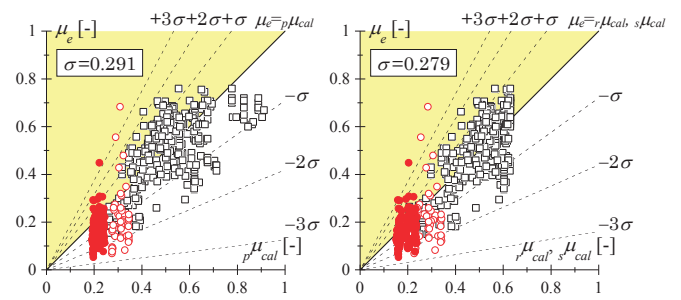 +3σ+2σ+σ μe=pμcal
μe [-]
σ=0.291
1
0.8
0.6
0.4
0.2
0
0 0.2 0.4 0.6 0.8 1
−σ
−2σ
−3σ
pμcal [-]
+3σ+2σ+σ μe=rμcal, sμcal
μe [-]
σ=0.279
1
0.8
0.6
0.4
0.2
0
0 0.2 0.4 0.6 0.8 1
−σ
−2σ
−3σ
rμcal, sμcal [-]